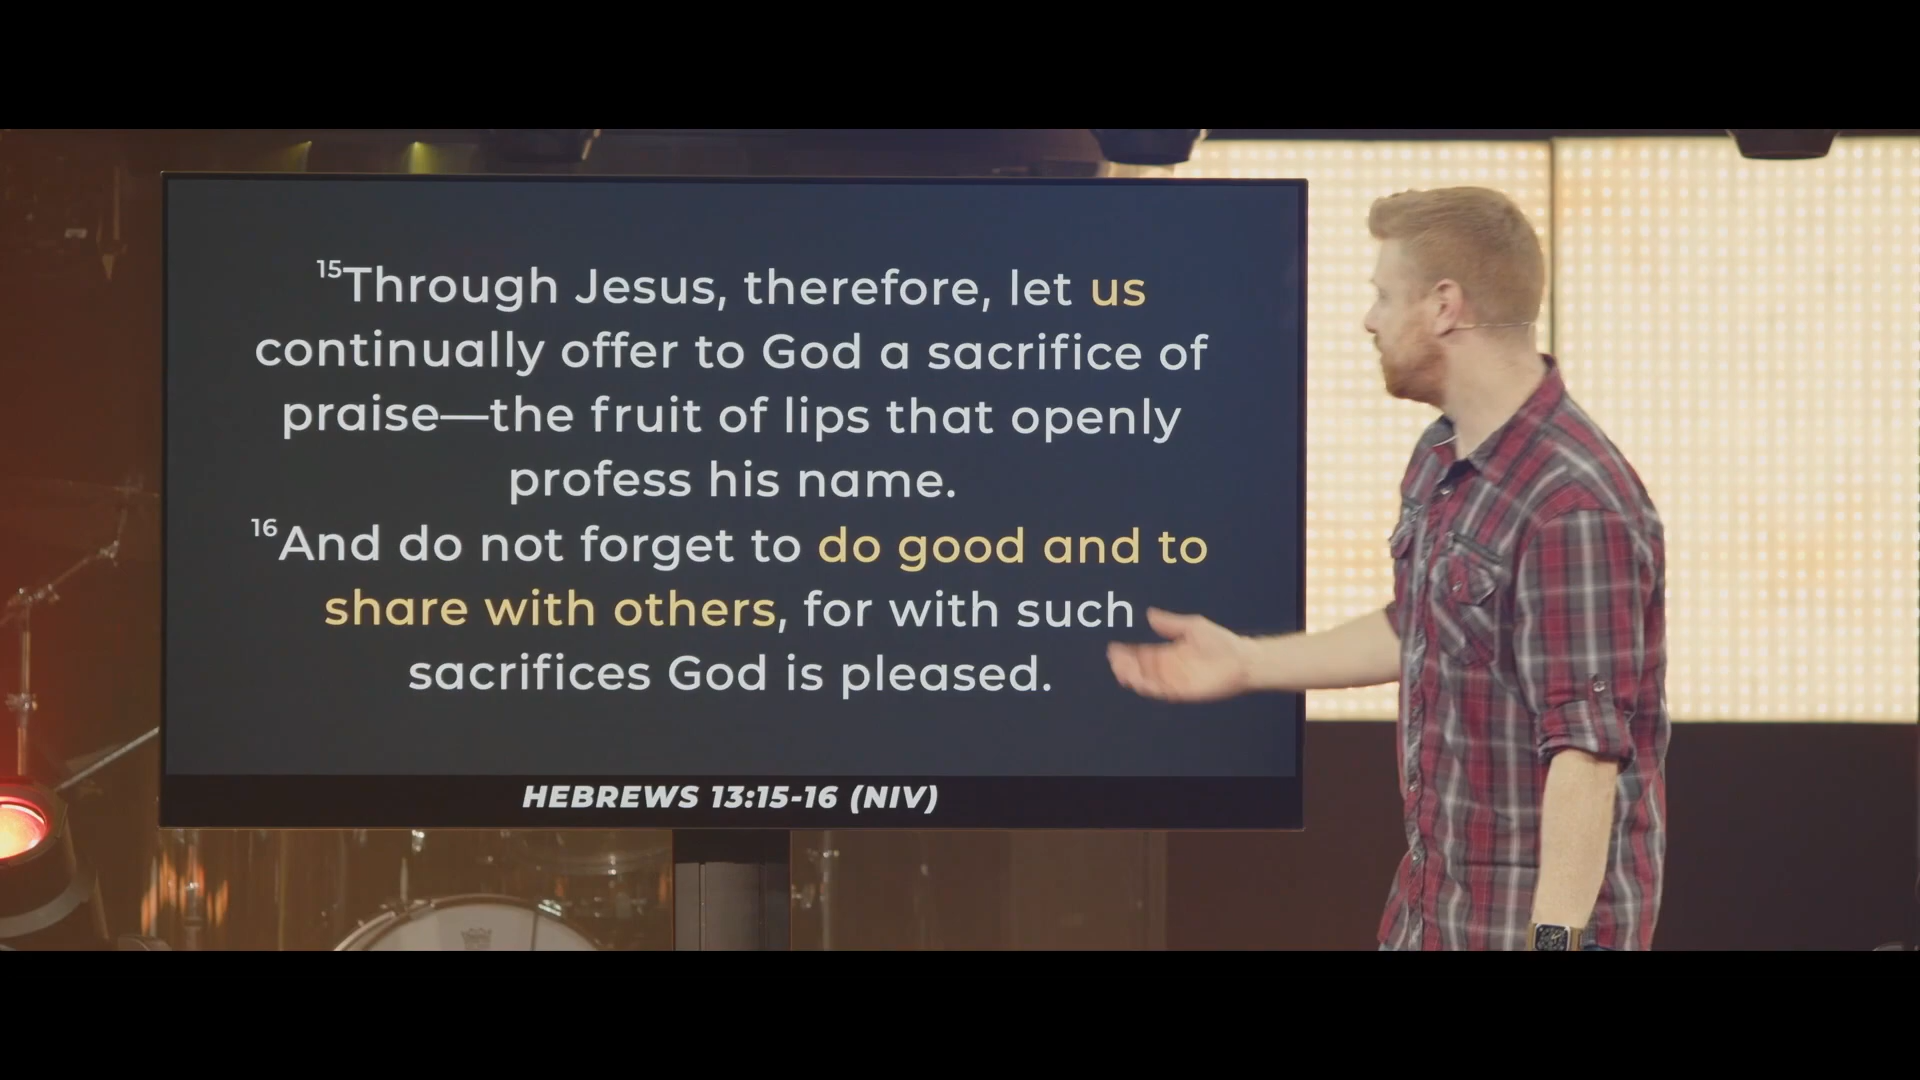 15Through Jesus, therefore, let us
continually offer to God a sacrifice of
praise—the fruit of lips that openly
profess his name.
16And do not forget to do good and to
share with others, for with such
sacrifices God is pleased.
HEBREWS 13:15-16 (NIV)